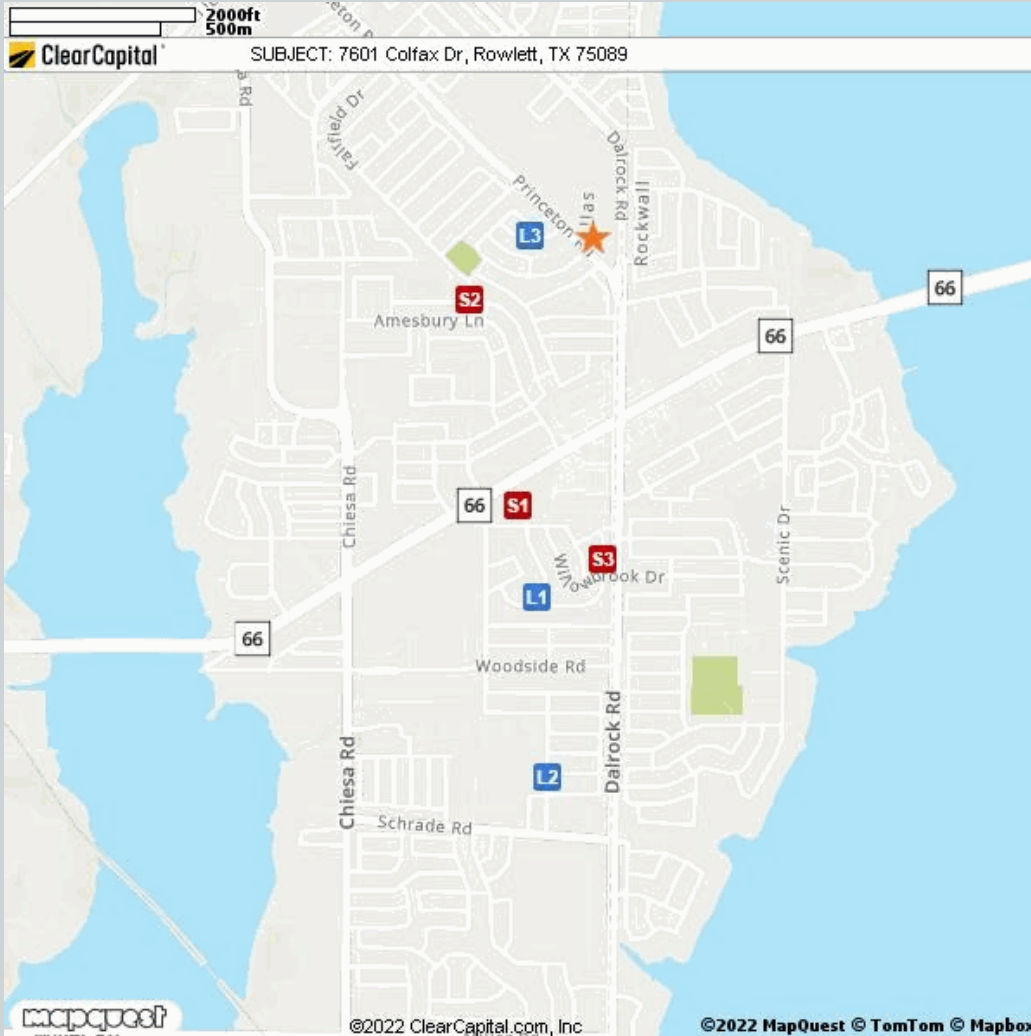 2000ft
500m
ClearCapital
SUBJECT: 7601 Colfax Dr, Rowlett, TX 75089
Fairfield Dr
Dalrock Rd
Princeton
Rockwall
L3
66
S2
Amesbury Ln
66
Chiesa Rd
66
S1
Scenic Dr
S3
Willowbrook Dr
L1
66
Woodside Rd
Dalrock Rd
Chiesa Rd
L2
Schrade Rd
mapquest
©2022 ClearCapital.com, Inc
©2022 MapQuest © TomTom © Mapbox